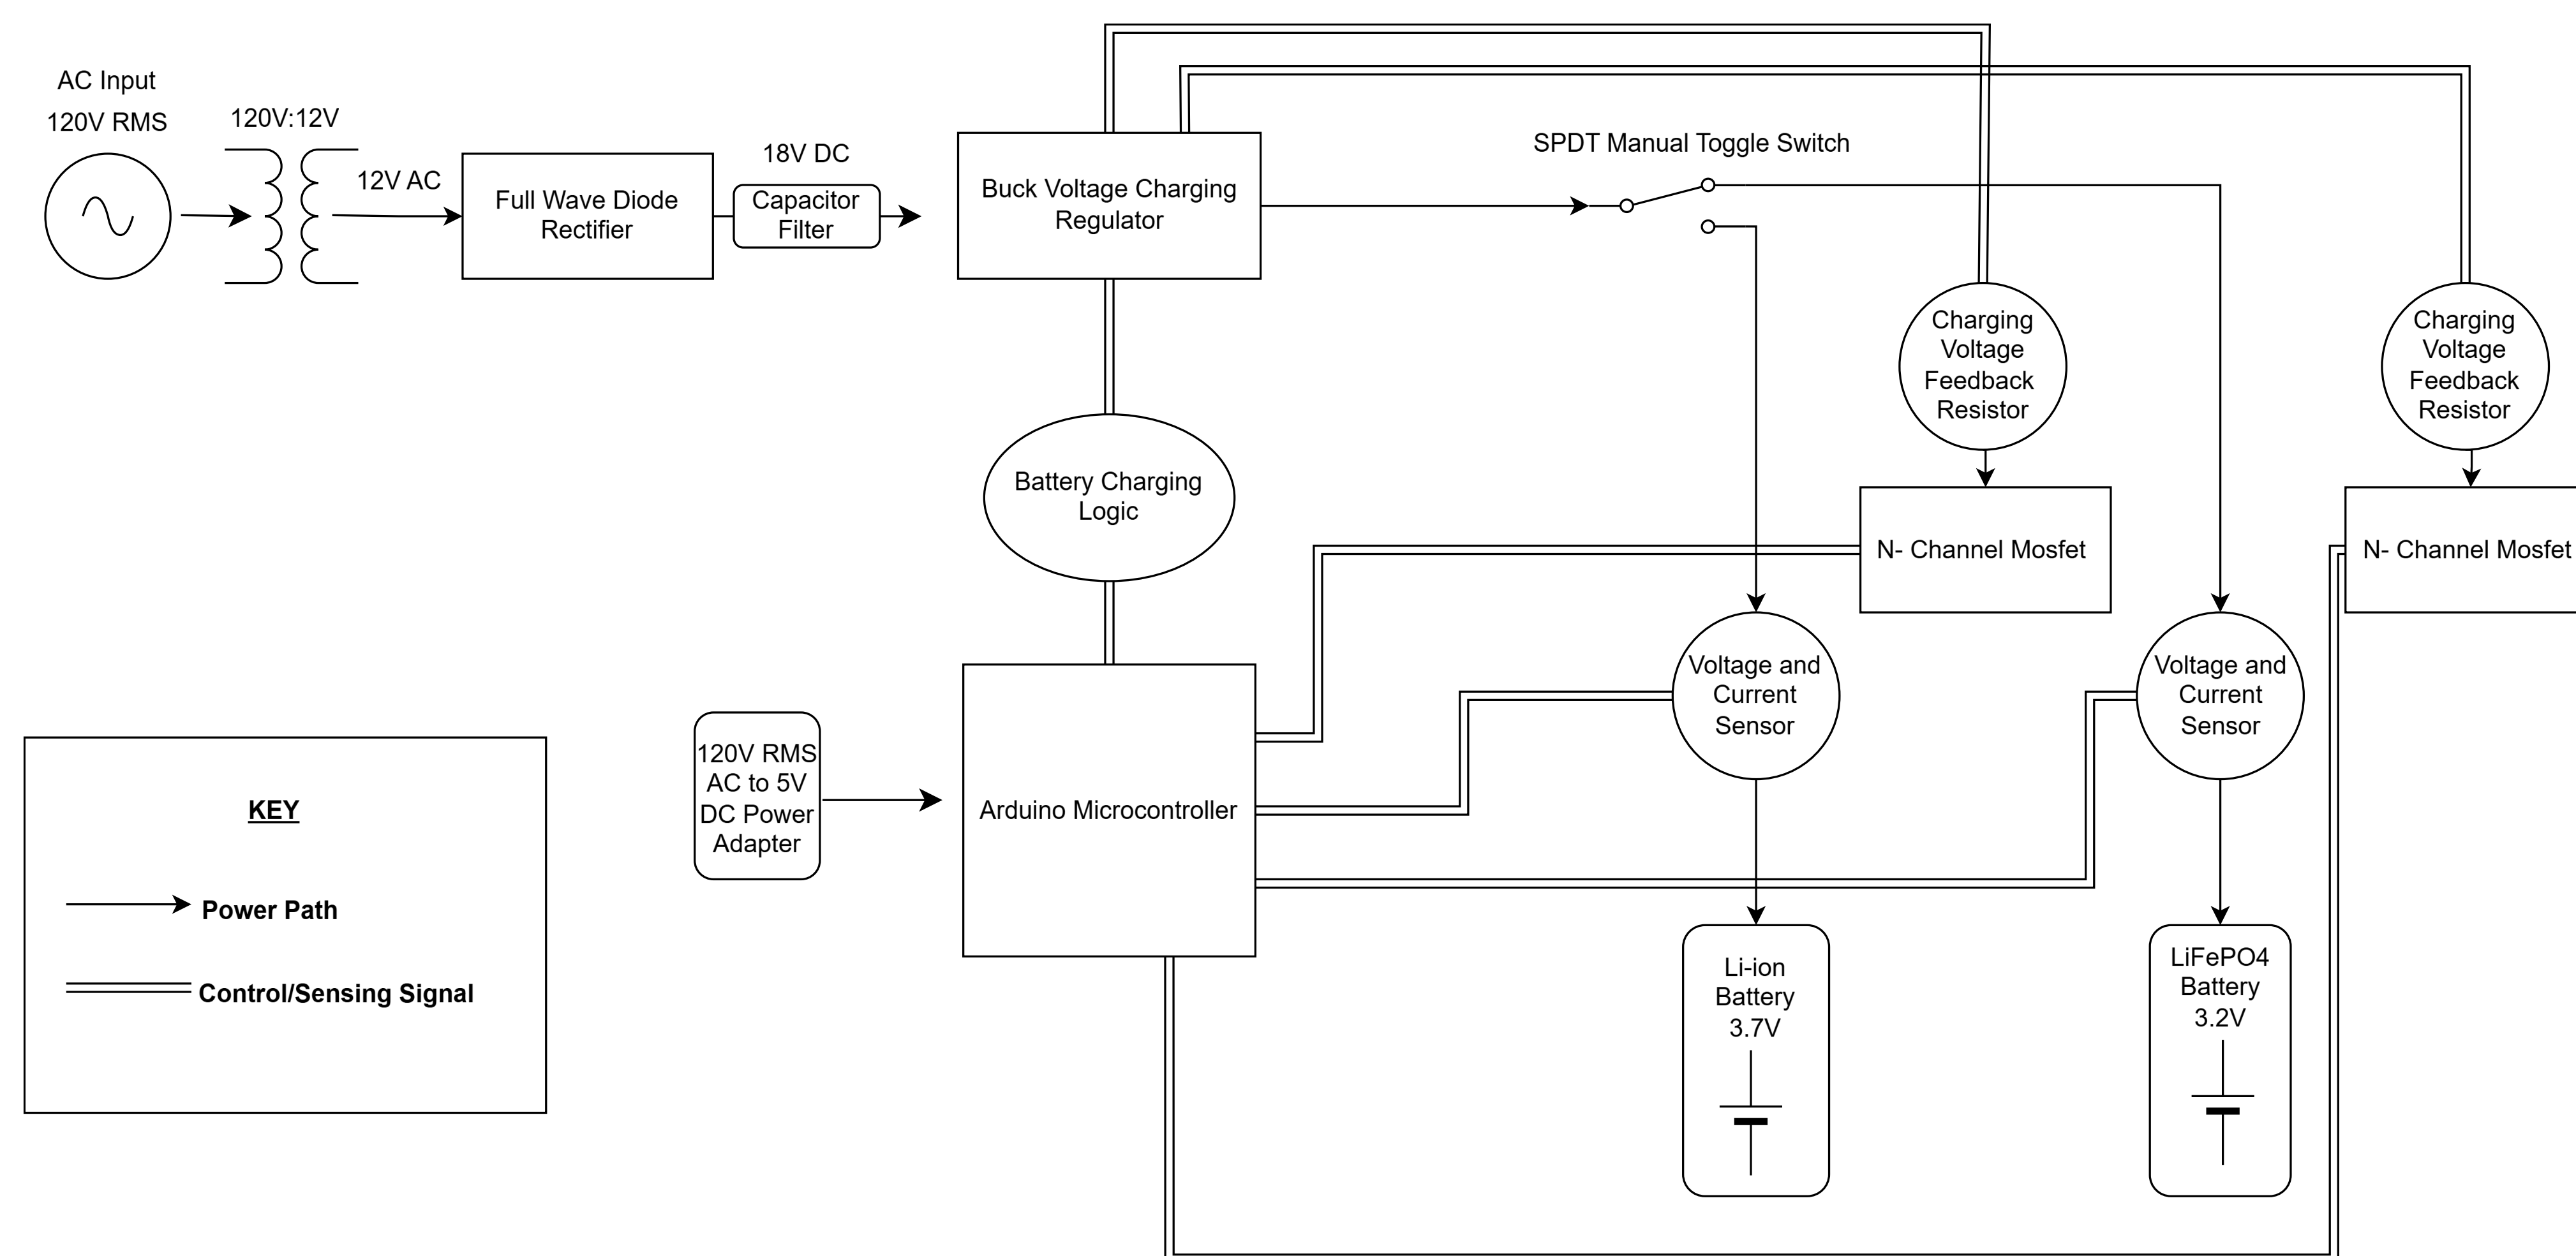 AC Input
120V RMS
120V:12V
12V AC
Full Wave Diode
Rectifier
18V DC
Capacitor
Filter
Buck Voltage Charging
Regulator
SPDT Manual Toggle Switch
Charging
Voltage
Feedback
Resistor
Charging
Voltage
Feedback
Resistor
Battery Charging
Logic
N- Channel Mosfet
N- Channel Mosfet
Voltage and
Current
Sensor
Voltage and
Current
Sensor
120V RMS
AC to 5V
DC Power
Adapter
Arduino Microcontroller
KEY
Power Path
Control/Sensing Signal
Li-ion
Battery
3.7V
LiFePO4
Battery
3.2V